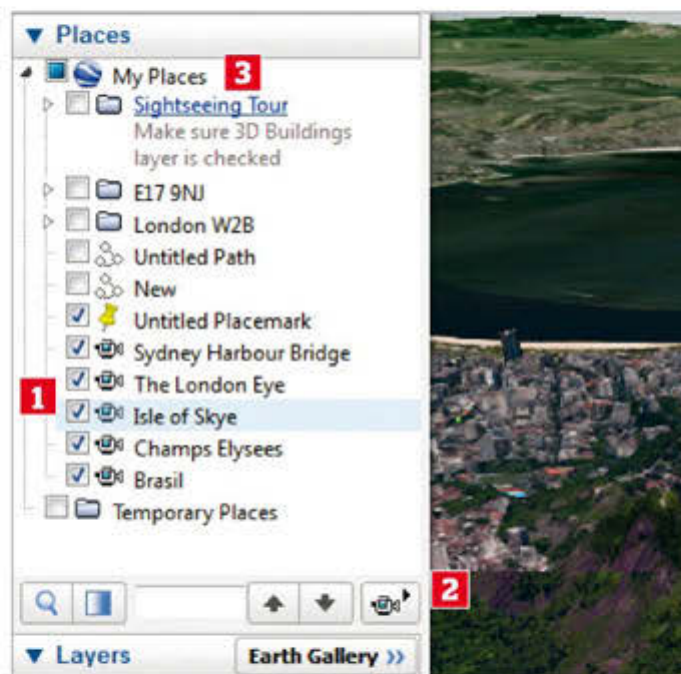 Places
My Places 3
Sightseeing Tour
Make sure 3D Buildings
layer is checked
E17 9NJ
London W2B
Untitled Path
New
Untitled Placemark
Sydney Harbour Bridge
The London Eye
1
Isle of Skye
Champs Elysees
Brasil
Temporary Places
2
Layers
Earth Gallery »